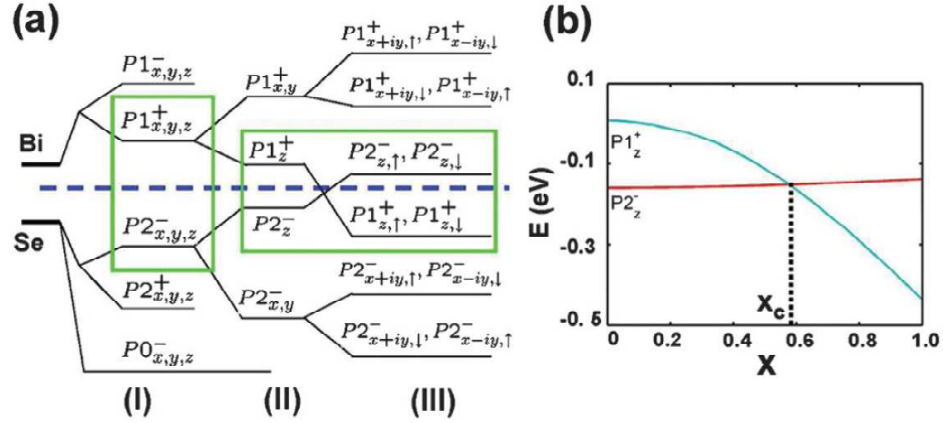 (a)
P1⁺x+iy,↑, P1⁺x−iy,↓
P1⁻x,y,z
P1⁺x,y
P1⁺x+iy,↓, P1⁺x−iy,↑
P1⁺x,y,z
Bi
P1⁺z
P2⁻z,↑, P2⁻z,↓
Se
P2⁻z
P1⁺z,↑, P1⁺z,↓
P2⁻x,y,z
P2⁻x+iy,↑, P2⁻x−iy,↓
P2⁺x,y,z
P2⁻x,y
P2⁻x+iy,↓, P2⁻x−iy,↑
P0⁻x,y,z
(I) (II) (III)
(b)
0.1
P1⁺z
-0.1
P2⁻z
E (eV)
-0.3
Xc
-0.5
0 0.2 0.4 0.6 0.8 1.0
X